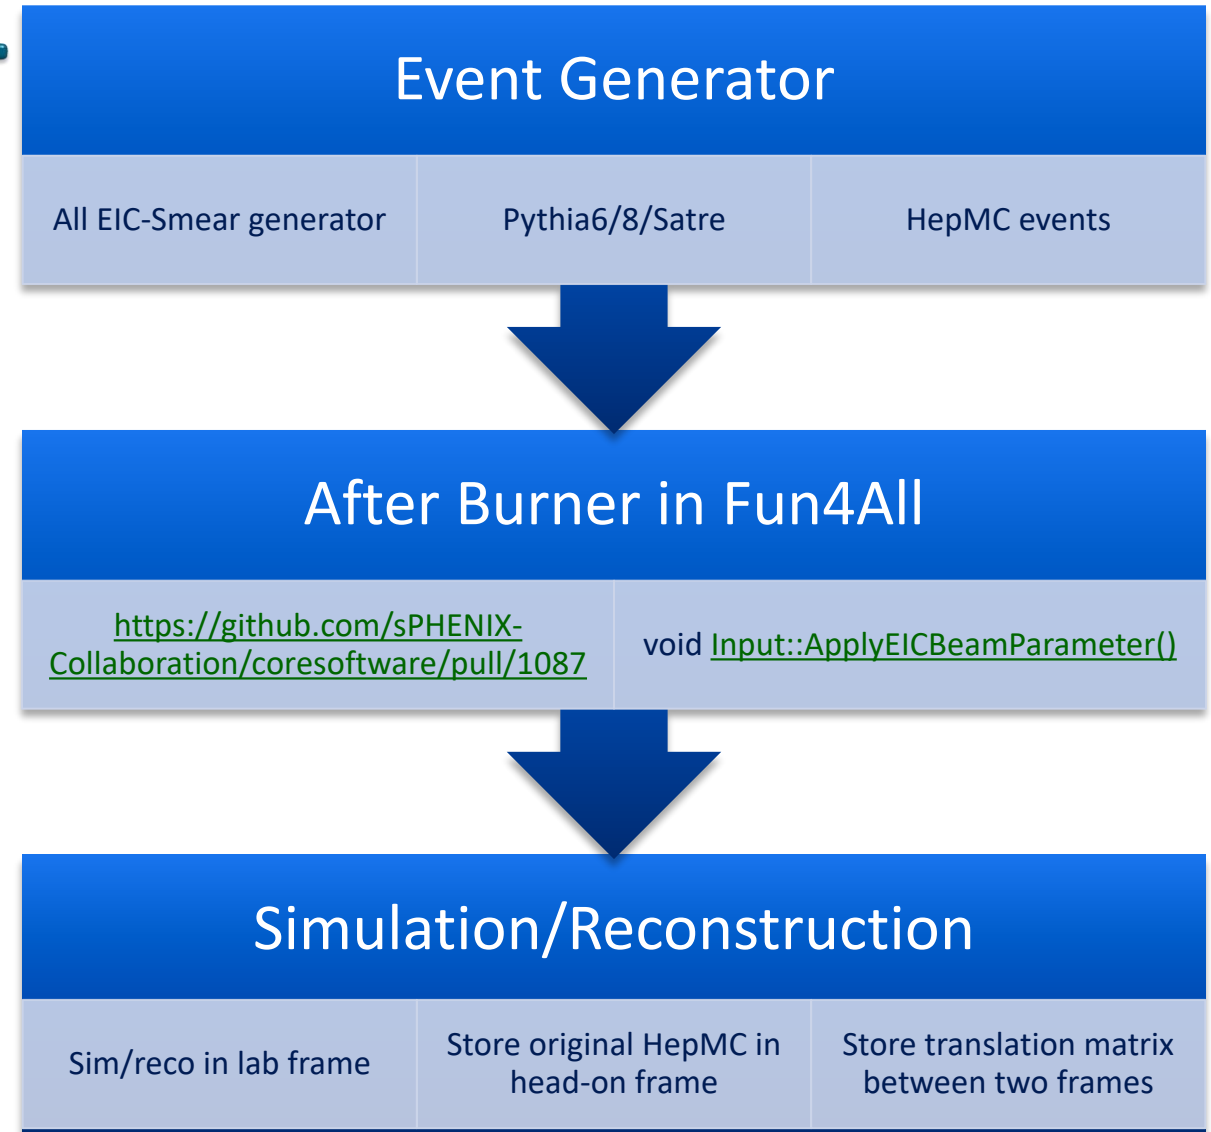 Event Generator
All EIC-Smear generator
Pythia6/8/Satre
HepMC events
After Burner in Fun4All
https://github.com/sPHENIX-
Collaboration/coresoftware/pull/1087
void Input::ApplyEICBeamParameter()
Simulation/Reconstruction
Sim/reco in lab frame
Store original HepMC in
head-on frame
Store translation matrix
between two frames